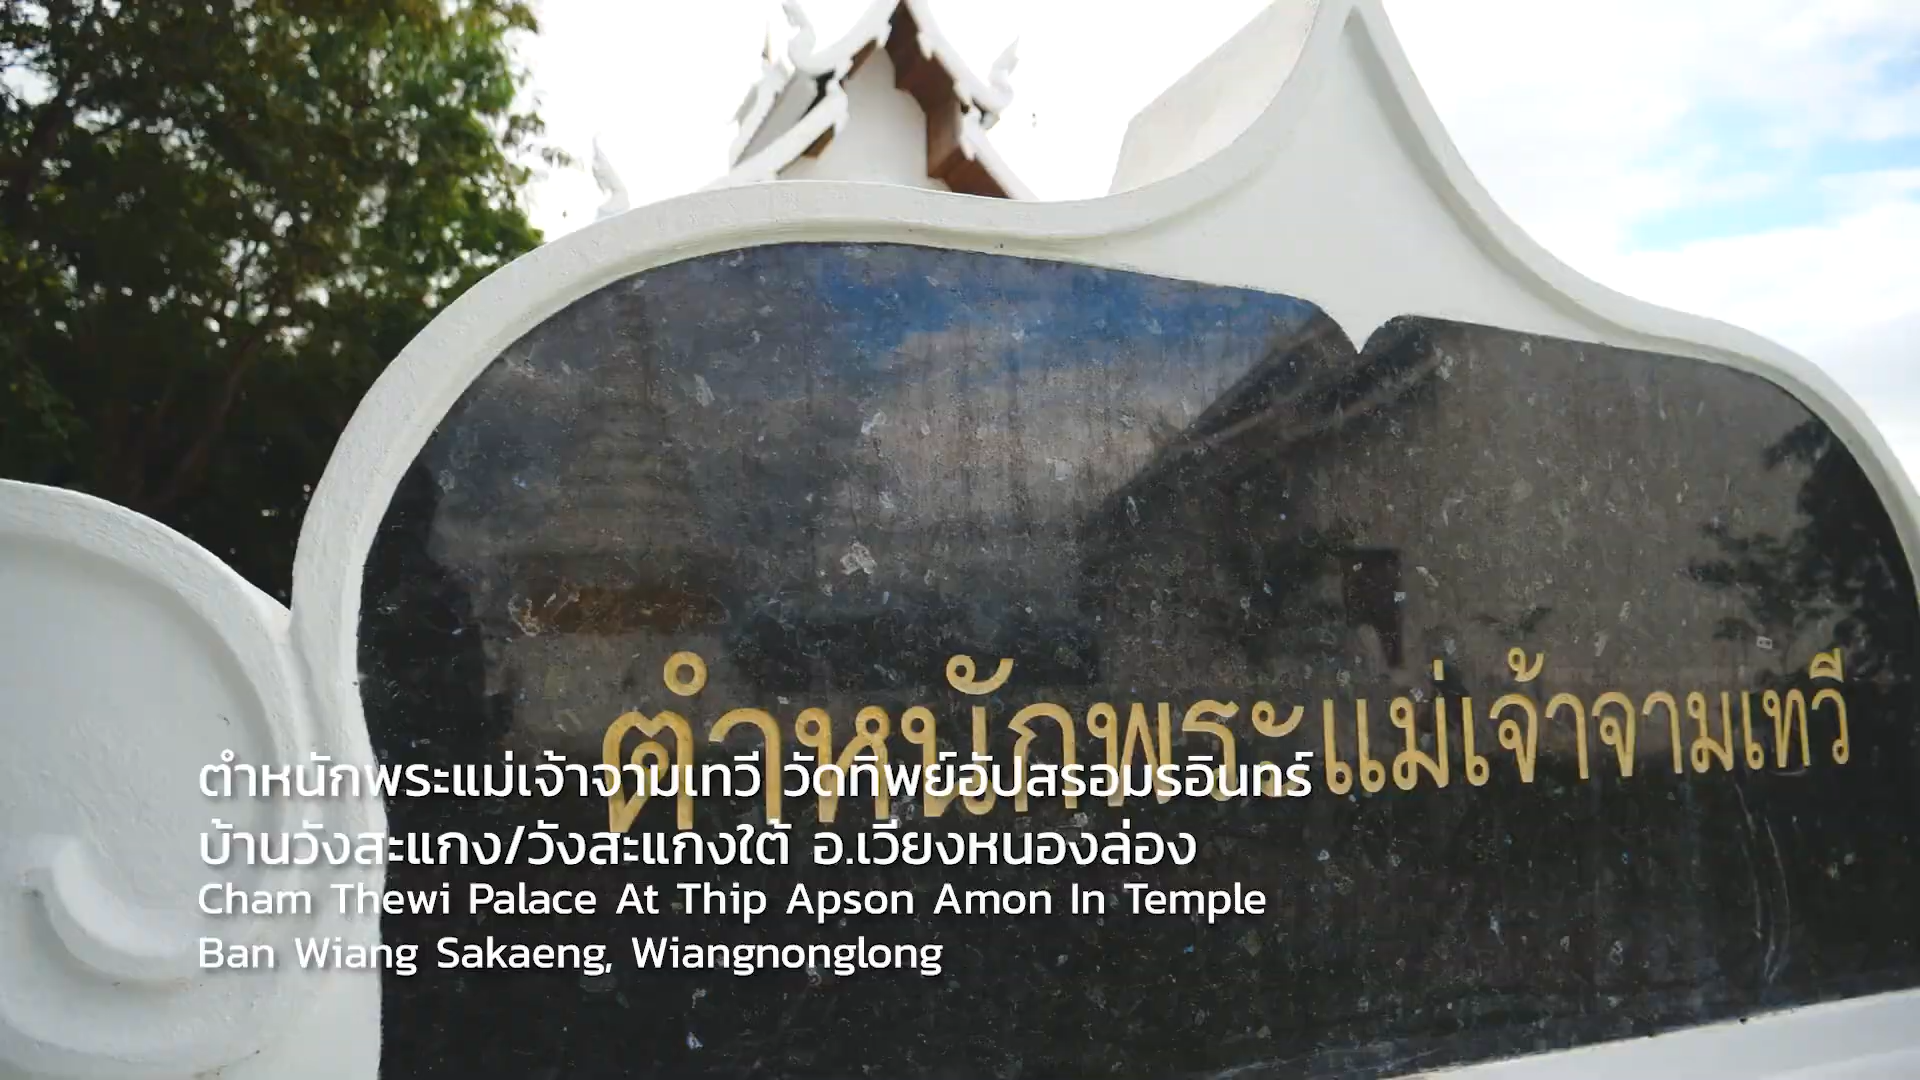 ตำหนักพระแม่เจ้าจามเทวี
ตำหนักพระแม่เจ้าจามเทวี วัดทิพย์อัปสรอมรอินทร์
บ้านวังสะแกง/วังสะแกงใต้ อ.เวียงหนองล่อง
Cham Thewi Palace At Thip Apson Amon In Temple
Ban Wiang Sakaeng, Wiangnonglong